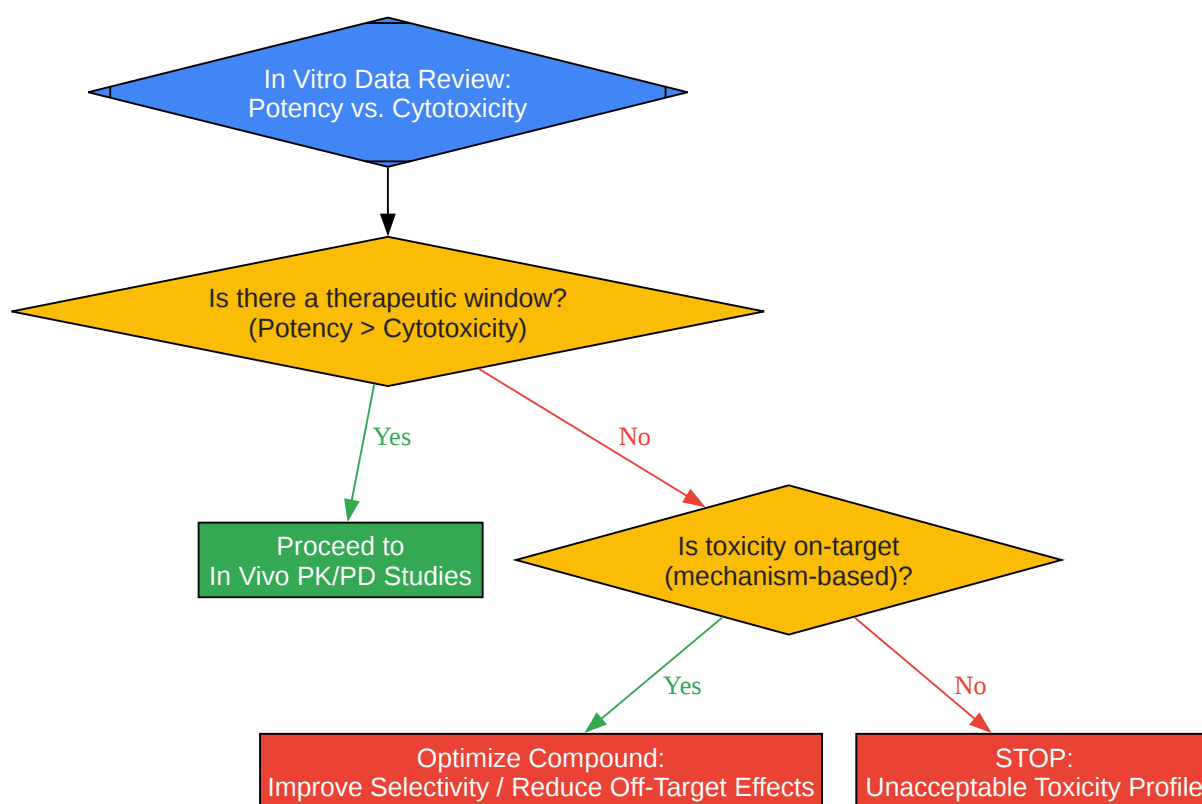 In Vitro Data Review:
Potency vs. Cytotoxicity
Is there a therapeutic window?
(Potency > Cytotoxicity)
Yes
No
Proceed to
In Vivo PK/PD Studies
Is toxicity on-target
(mechanism-based)?
Yes
No
Optimize Compound:
Improve Selectivity / Reduce Off-Target Effects
STOP:
Unacceptable Toxicity Profile